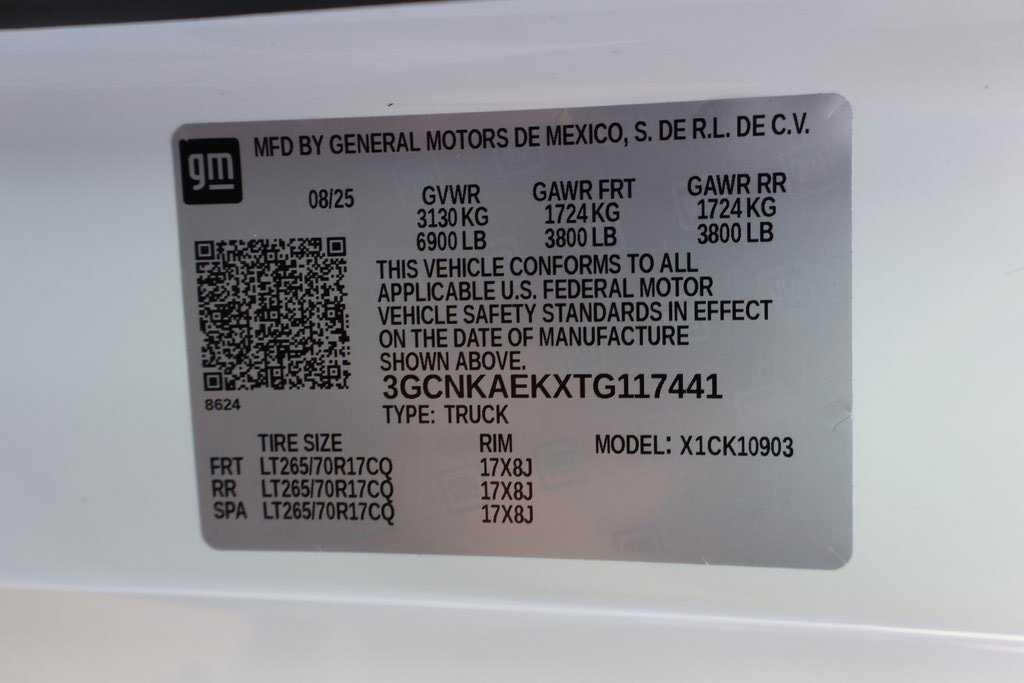 gm
MFD BY GENERAL MOTORS DE MEXICO, S. DE R.L. DE C.V.
08/25 GVWR GAWR FRT GAWR RR
3130 KG 1724 KG 1724 KG
6900 LB 3800 LB 3800 LB
THIS VEHICLE CONFORMS TO ALL
APPLICABLE U.S. FEDERAL MOTOR
VEHICLE SAFETY STANDARDS IN EFFECT
ON THE DATE OF MANUFACTURE
SHOWN ABOVE.
3GCNKAEKXTG117441
8624
TYPE: TRUCK
TIRE SIZE RIM MODEL: X1CK10903
FRT LT265/70R17CQ 17X8J
RR LT265/70R17CQ 17X8J
SPA LT265/70R17CQ 17X8J